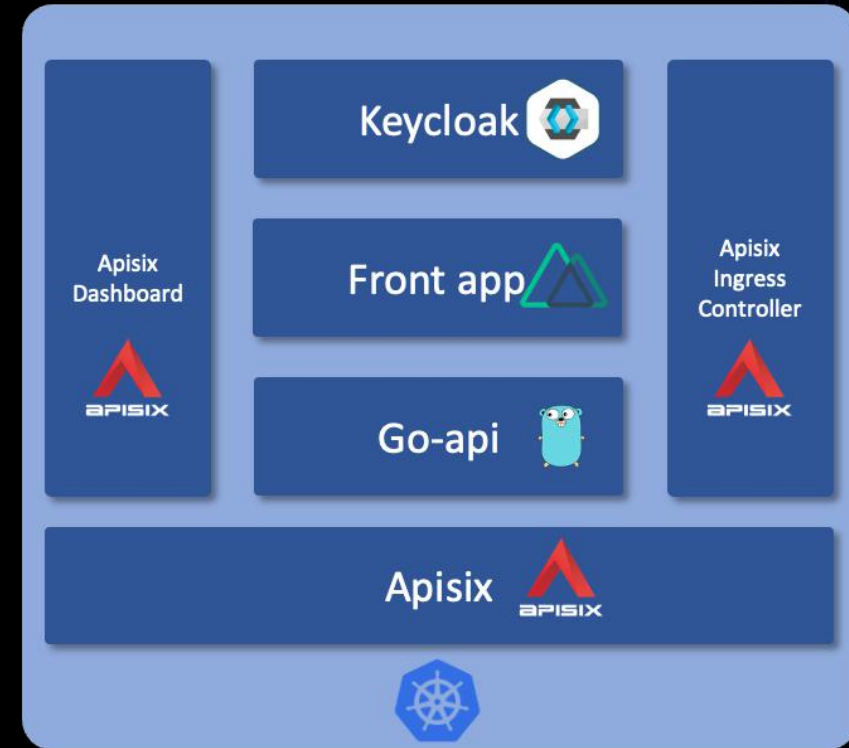 Keycloak
Apisix
Dashboard
APISIX
Front app
Apisix
Ingress
Controller
APISIX
Go-api
Apisix
APISIX